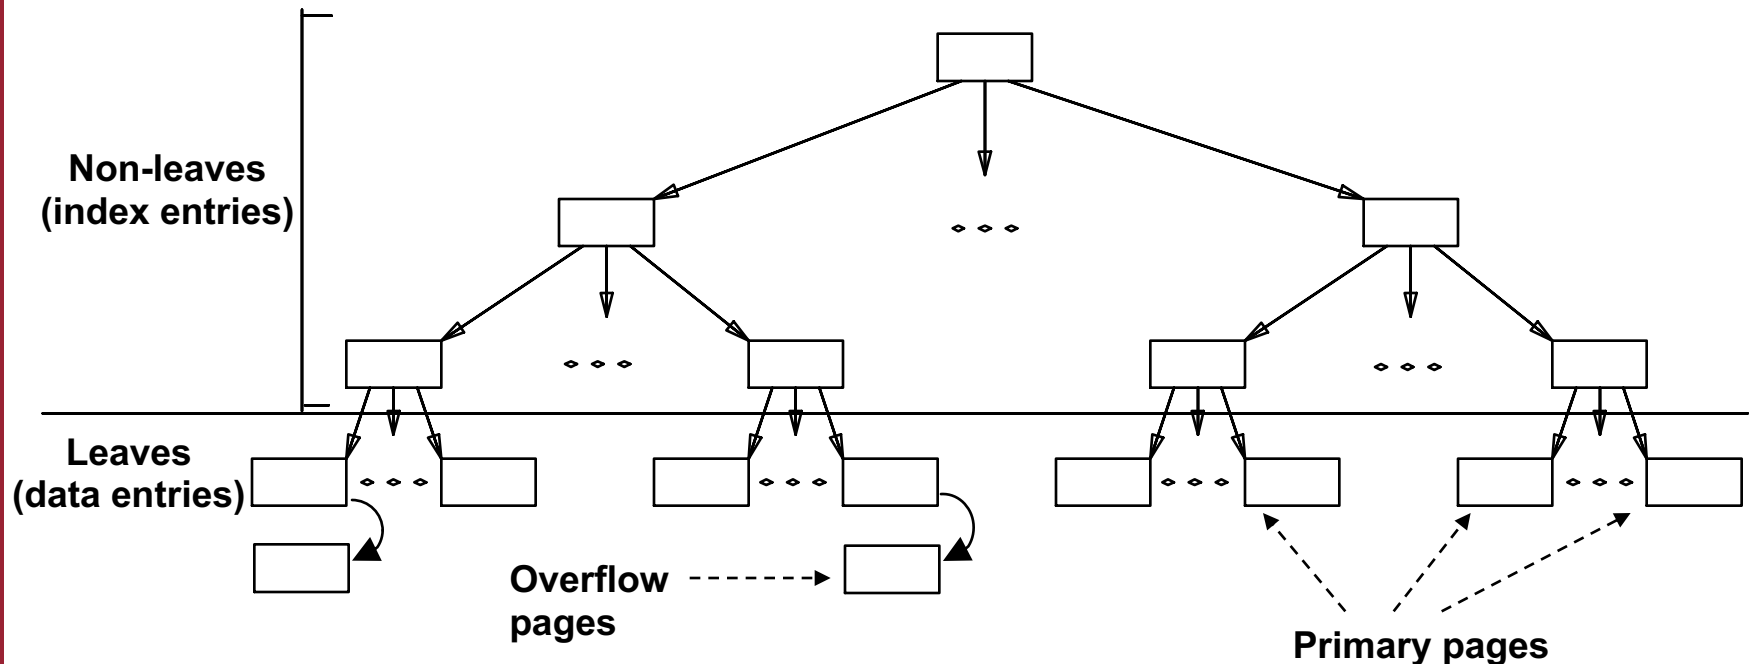 Non-leaves
(index entries)
Leaves
(data entries)
Overflow
pages
Primary pages